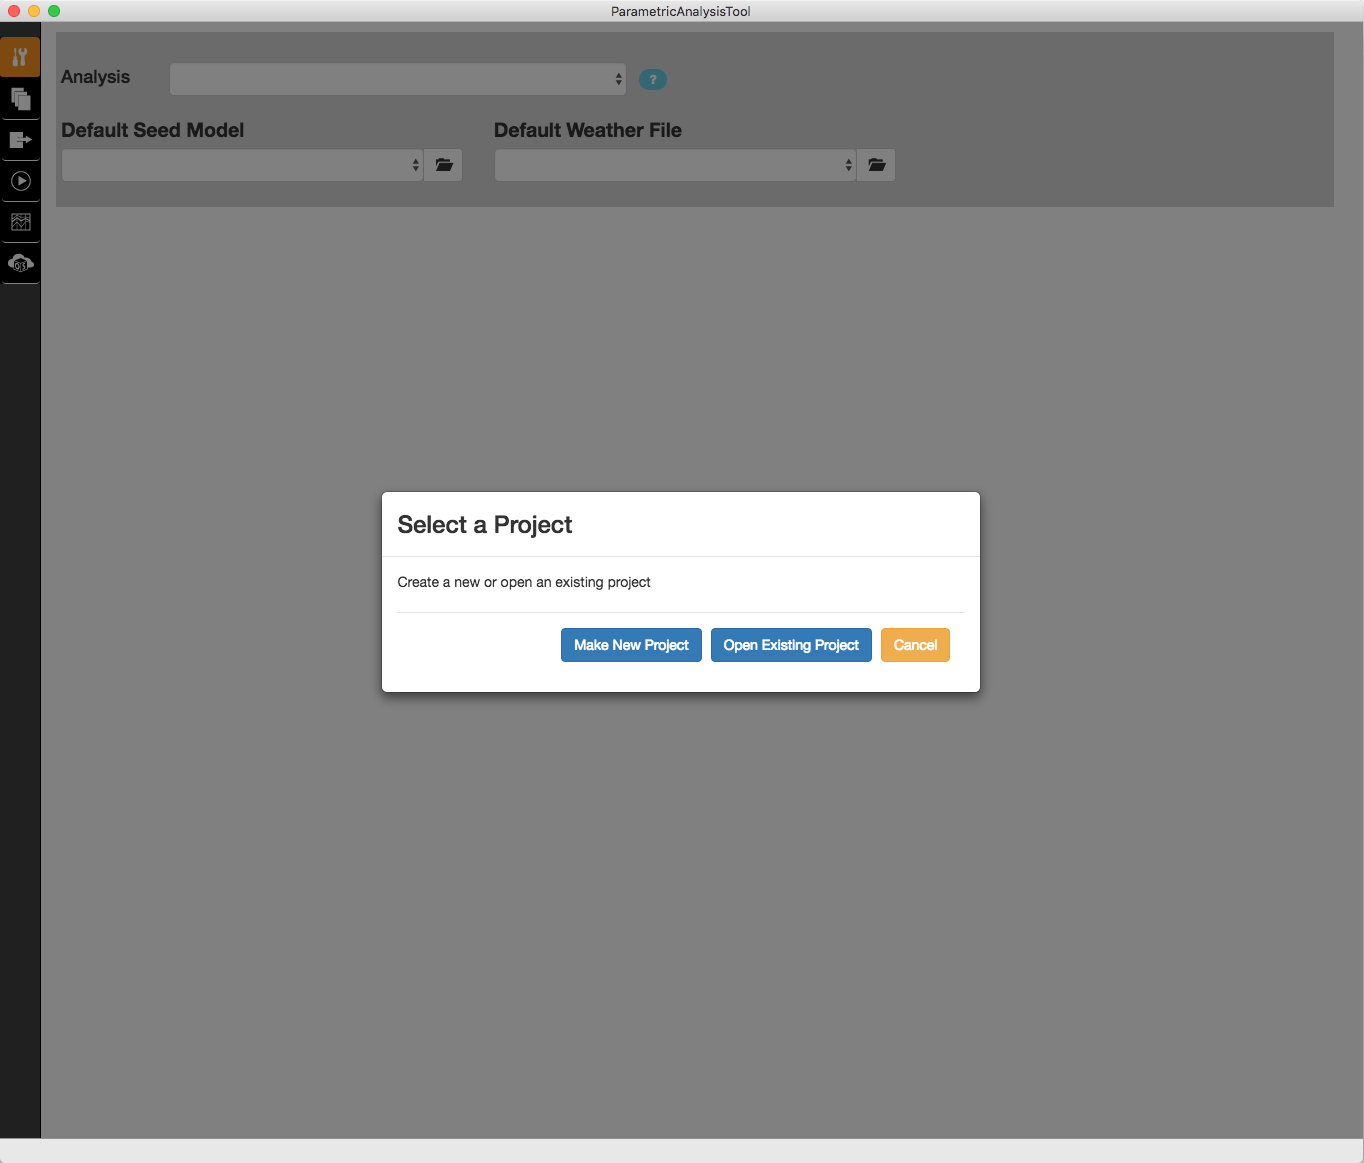 ParametricAnalysisTool
Analysis
?
Default Seed Model
Default Weather File
OS
Select a Project
Create a new or open an existing project
Make New Project
Open Existing Project
Cancel